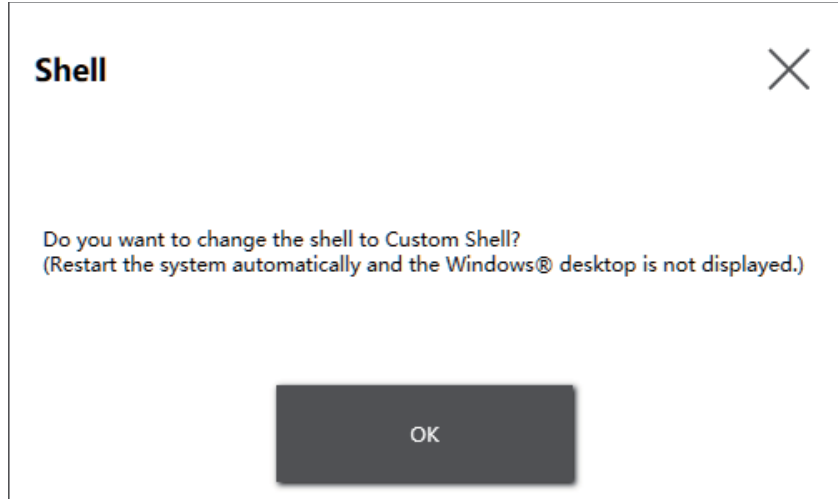 Shell
Do you want to change the shell to Custom Shell?
(Restart the system automatically and the Windows® desktop is not displayed.)
OK